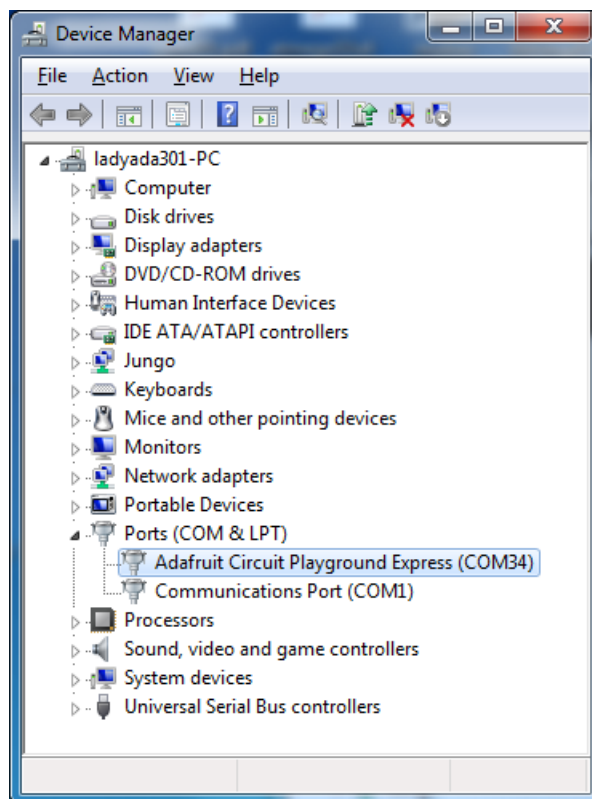 Device Manager
File Action View Help
ladyada301-PC
Computer
Disk drives
Display adapters
DVD/CD-ROM drives
Human Interface Devices
IDE ATA/ATAPI controllers
Jungo
Keyboards
Mice and other pointing devices
Monitors
Network adapters
Portable Devices
Ports (COM & LPT)
Adafruit Circuit Playground Express (COM34)
Communications Port (COM1)
Processors
Sound, video and game controllers
System devices
Universal Serial Bus controllers